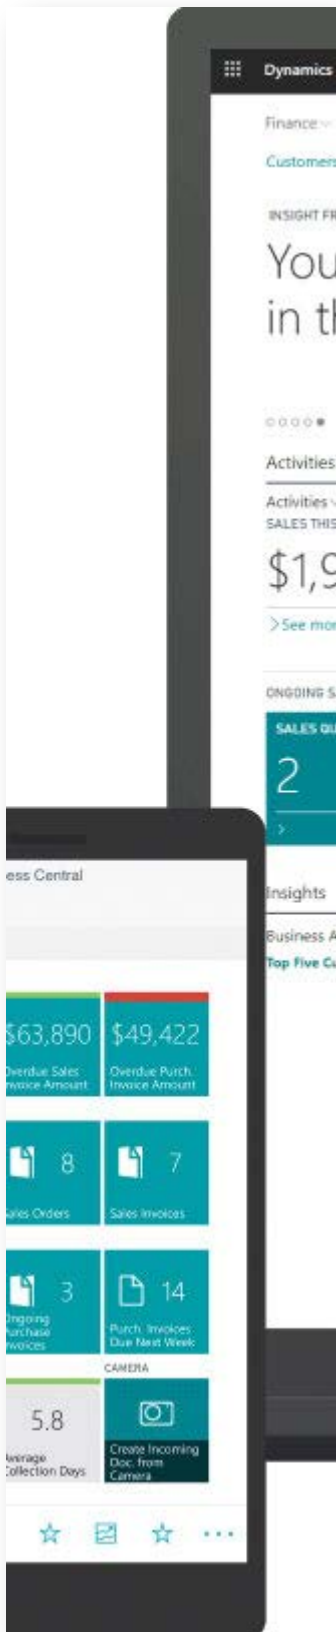 Dynamics
Finance
Customers
INSIGHT FR
You
in th
Activities
Activities
SALES THIS
$1,9
>See mor
ONGOING S
SALES QU
2
>
Insights
Business A
Top Five Cu
ess Central
$63,890
Overdue Sales
Invoice Amount
$49,422
Overdue Purch.
Invoice Amount
8
Sales Orders
7
Sales Invoices
3
Ongoing
Purchase
Invoices
14
Purch. Invoices
Due Next Week
CAMERA
5.8
Average
Collection Days
Create Incoming
Doc. from
Camera